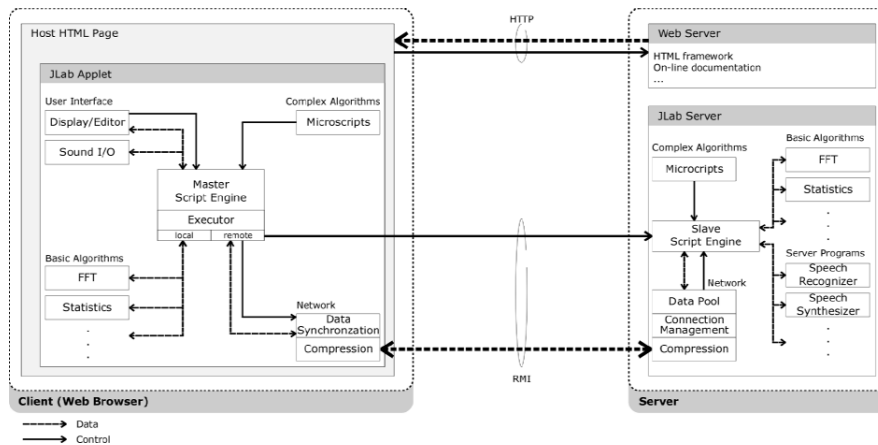 HTTP
Host HTML Page
JLab Applet
User Interface
Display/Editor
Sound I/O
Complex Algorithms
Microscripts
Master
Script Engine
Executor
local
remote
Basic Algorithms
FFT
Statistics
.
.
.
Network
Data
Synchronzation
Compression
Client (Web Browser)
RMI
Web Server
HTML framework
On-line documentation
...
JLab Server
Complex Algorithms
Microcripts
Slave
Script Engine
Network
Data Pool
Connection
Management
Compression
Basic Algorithms
FFT
Statistics
.
.
.
Server Programs
Speech
Recognizer
Speech
Synthesizer
.
.
.
Server
Data
Control